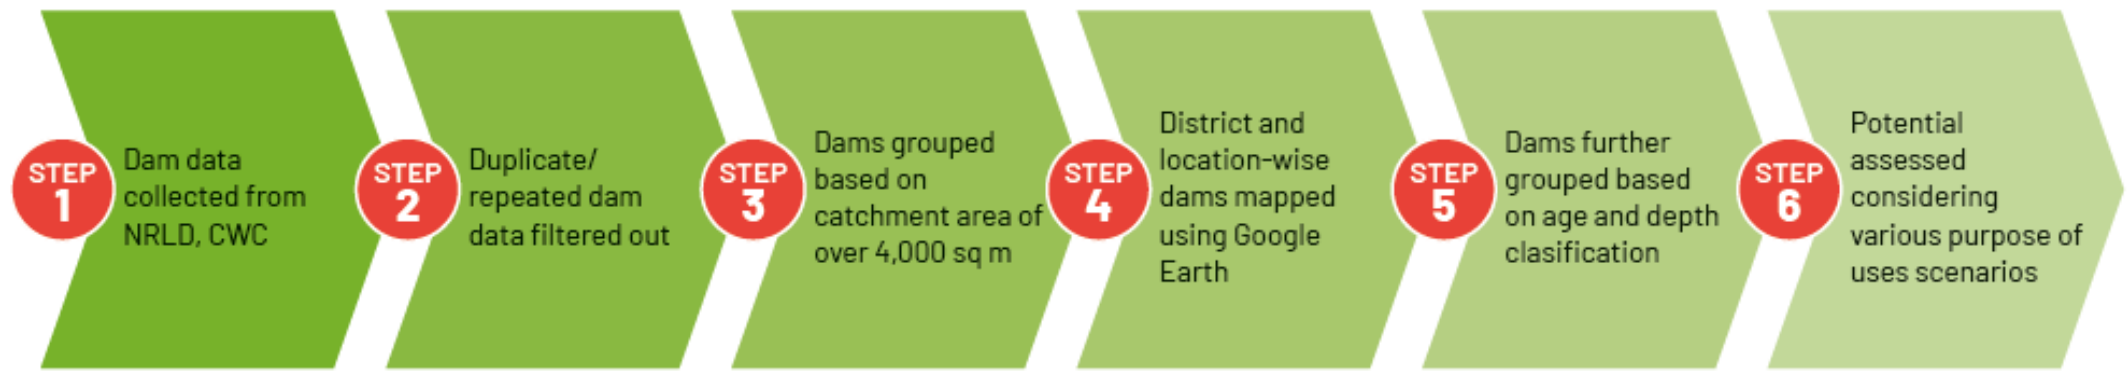 STEP
1
Dam data
collected from
NRLD, CWC
STEP
2
Duplicate/
repeated dam
data filtered out
STEP
3
Dams grouped
based on
catchment area of
over 4,000 sq m
STEP
4
District and
location-wise
dams mapped
using Google
Earth
STEP
5
Dams further
grouped based
on age and depth
clasification
STEP
6
Potential
assessed
considering
various purpose of
uses scenarios